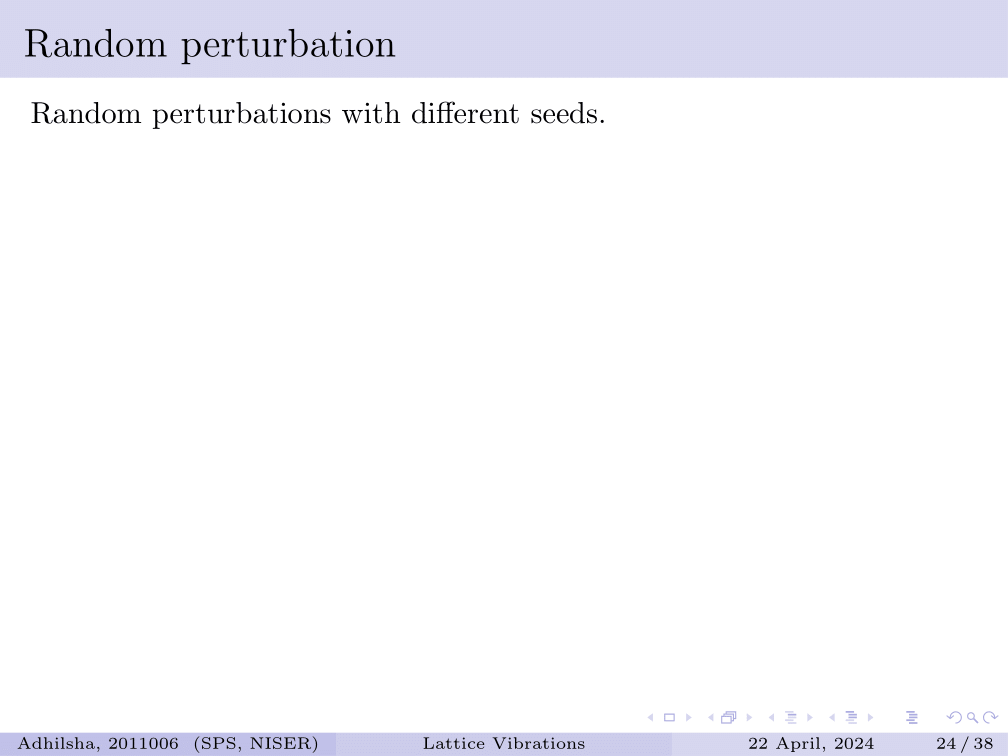 Random perturbation
Random perturbations with different seeds.
Adhilsha, 2011006 (SPS, NISER) Lattice Vibrations 22 April, 2024 24 / 38